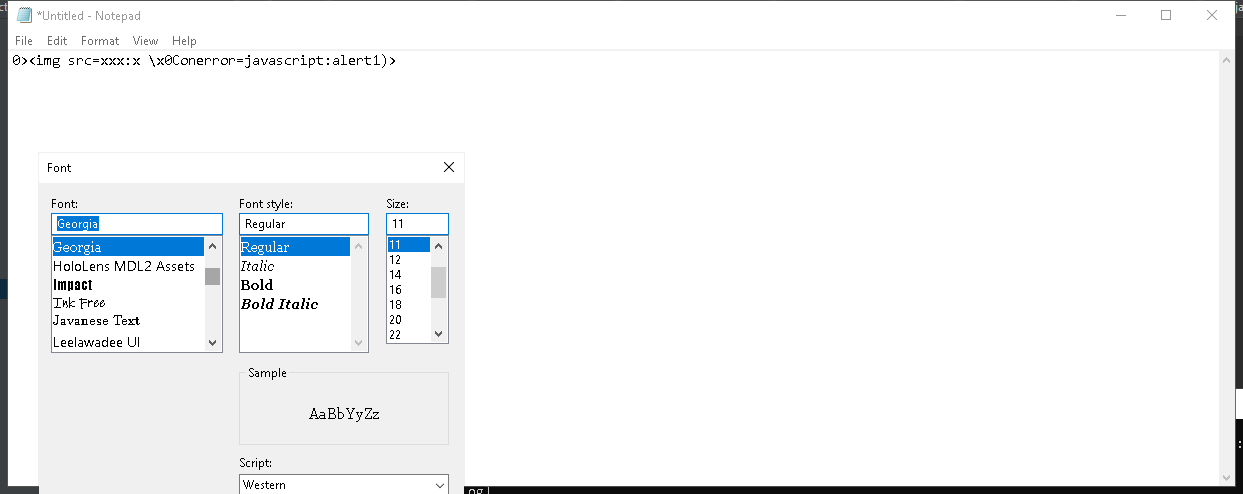 *Untitled - Notepad
File Edit Format View Help
0><img src=xxx:x \x0Conerror=javascript:alert1)>
Font
Font: Font style: Size:
Georgia Regular 11
Georgia Regular 11
HoloLens MDL2 Assets Italic 12
Impact Bold 14
Ink Free Bold Italic 16
Javanese Text 18
Leelawadee UI 20
22
Sample
AaBbYyZz
Script:
Western